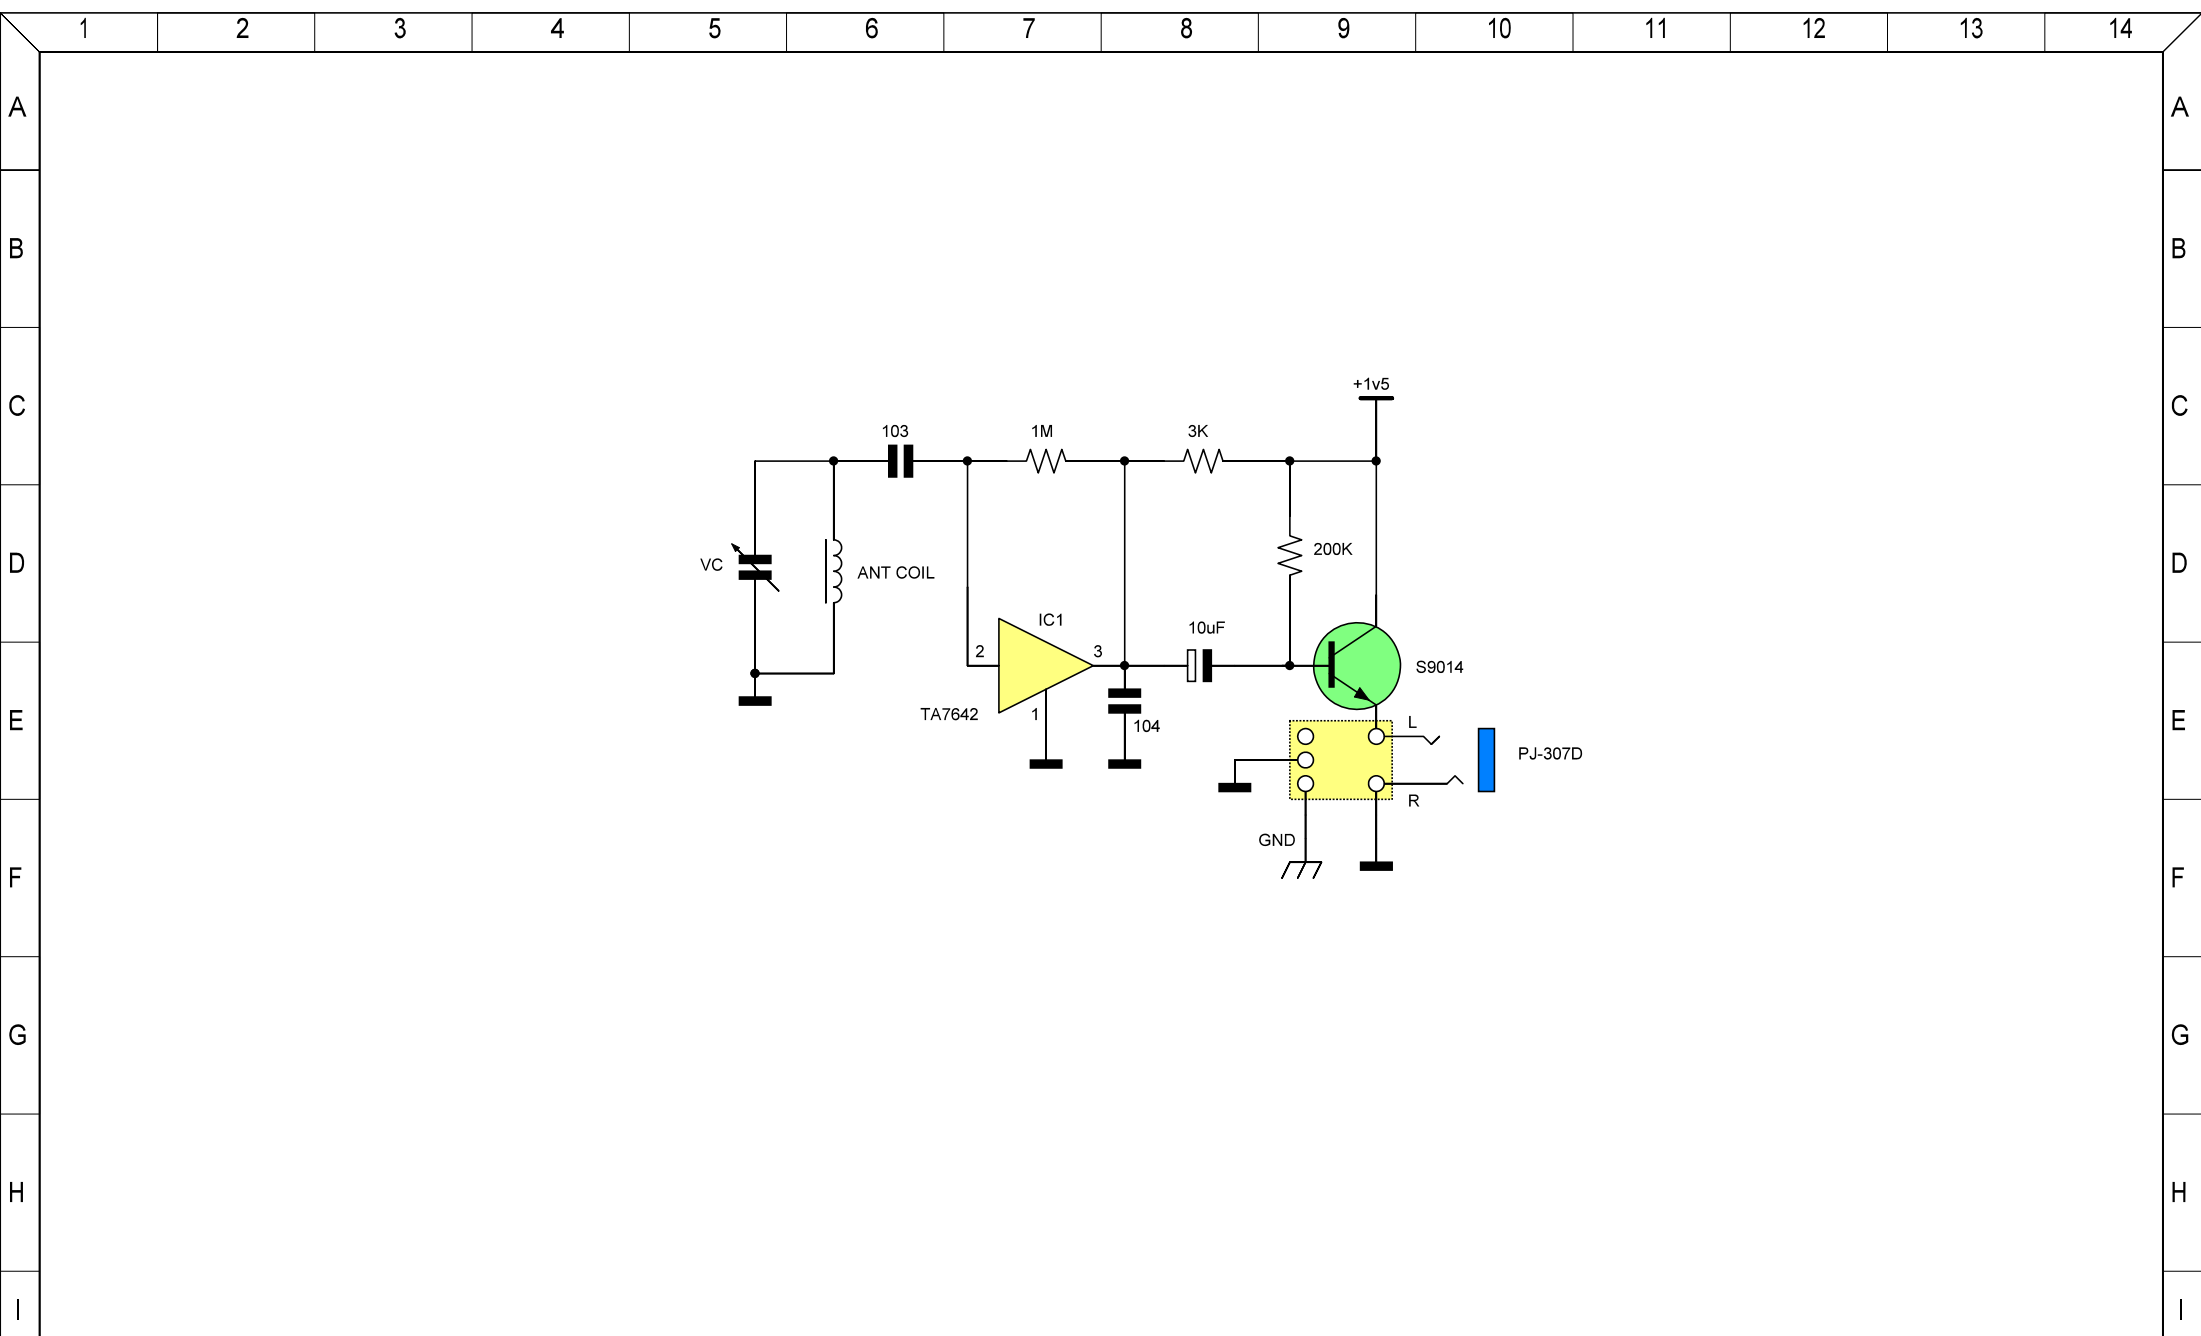 1 2 3 4 5 6 7 8 9 10 11 12 13 14
A A
B B
+1v5
C C
103 1M 3K
200K
VC D D
ANT COIL
IC1 10uF
2 3
S9014
TA7642 1 L
E 104 E
PJ-307D
R
GND
F F
G G
H H
I I